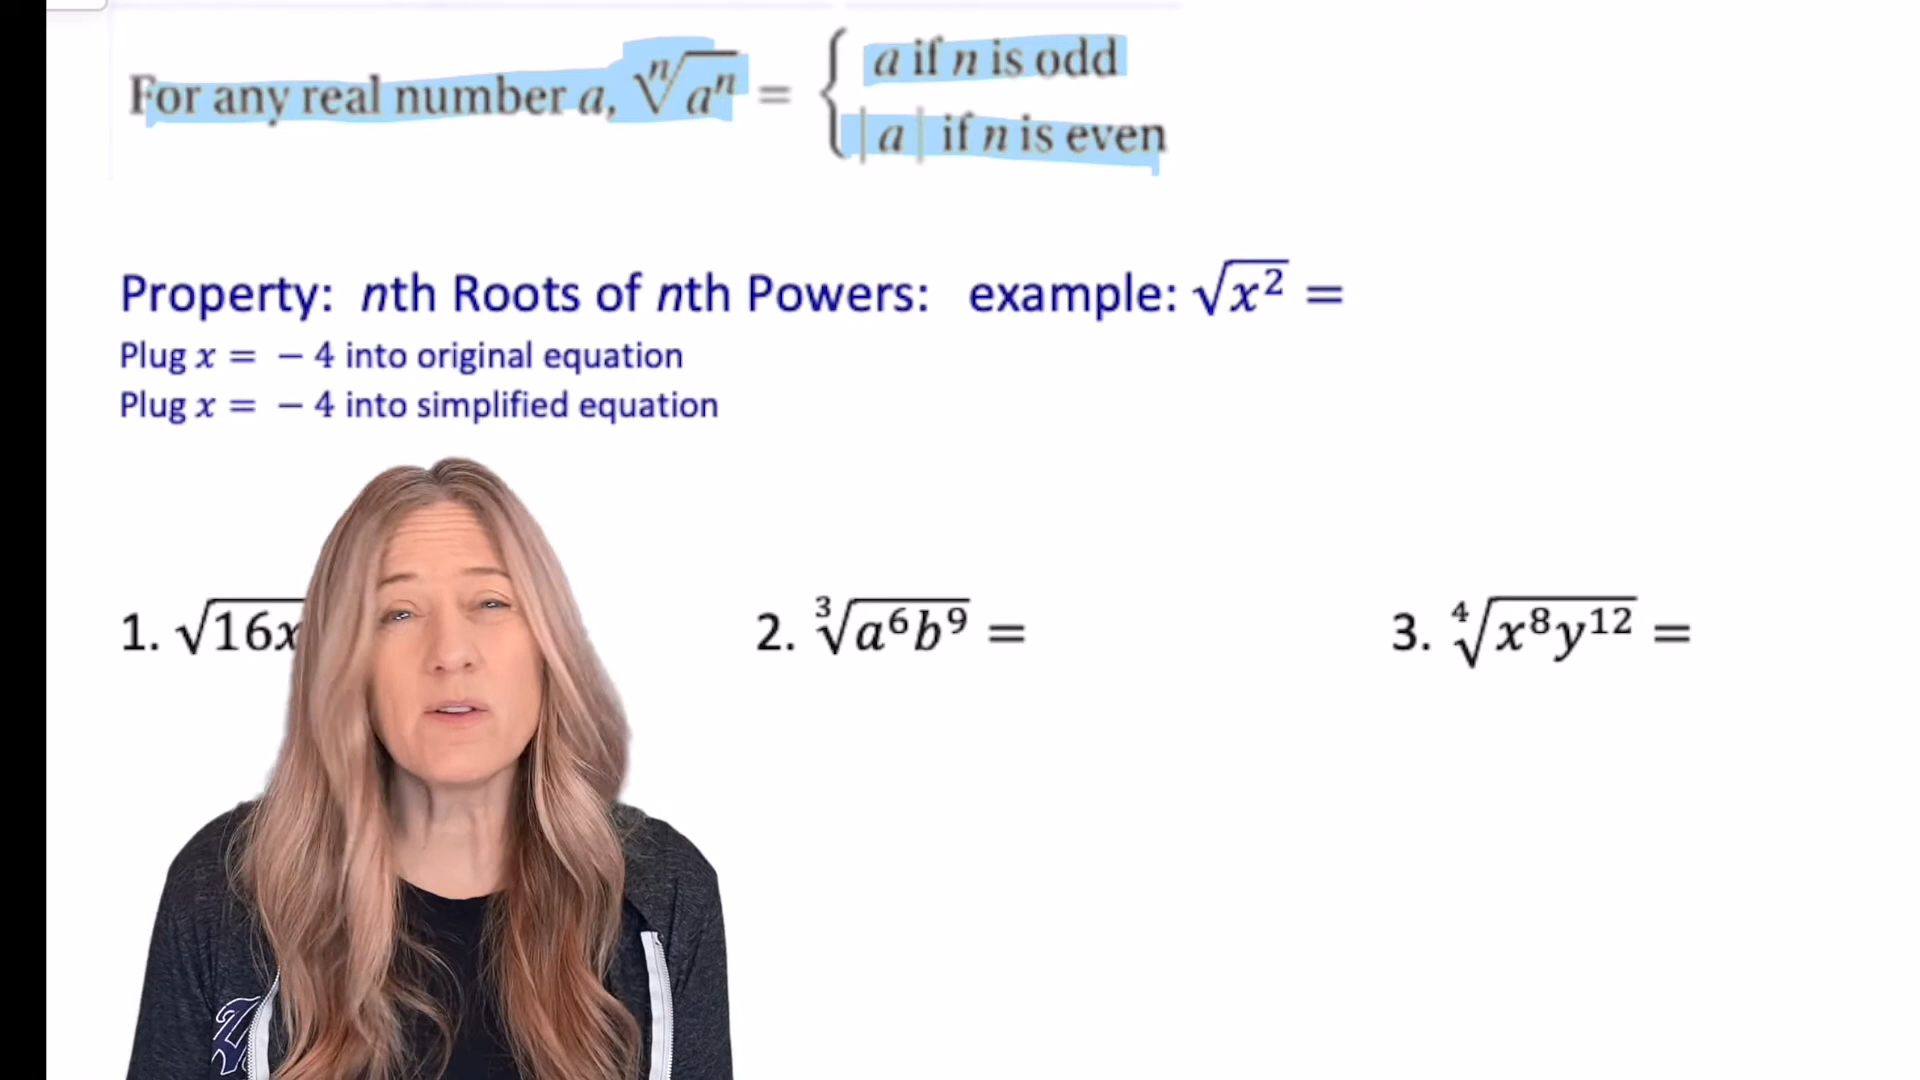 For any real number a, ⁿ√aⁿ = { a if n is odd
|a| if n is even
Property: nth Roots of nth Powers: example: √x² =
Plug x = − 4 into original equation
Plug x = − 4 into simplified equation
1. √16x
2. ³√a⁶b⁹ =
3. ⁴√x⁸y¹² =